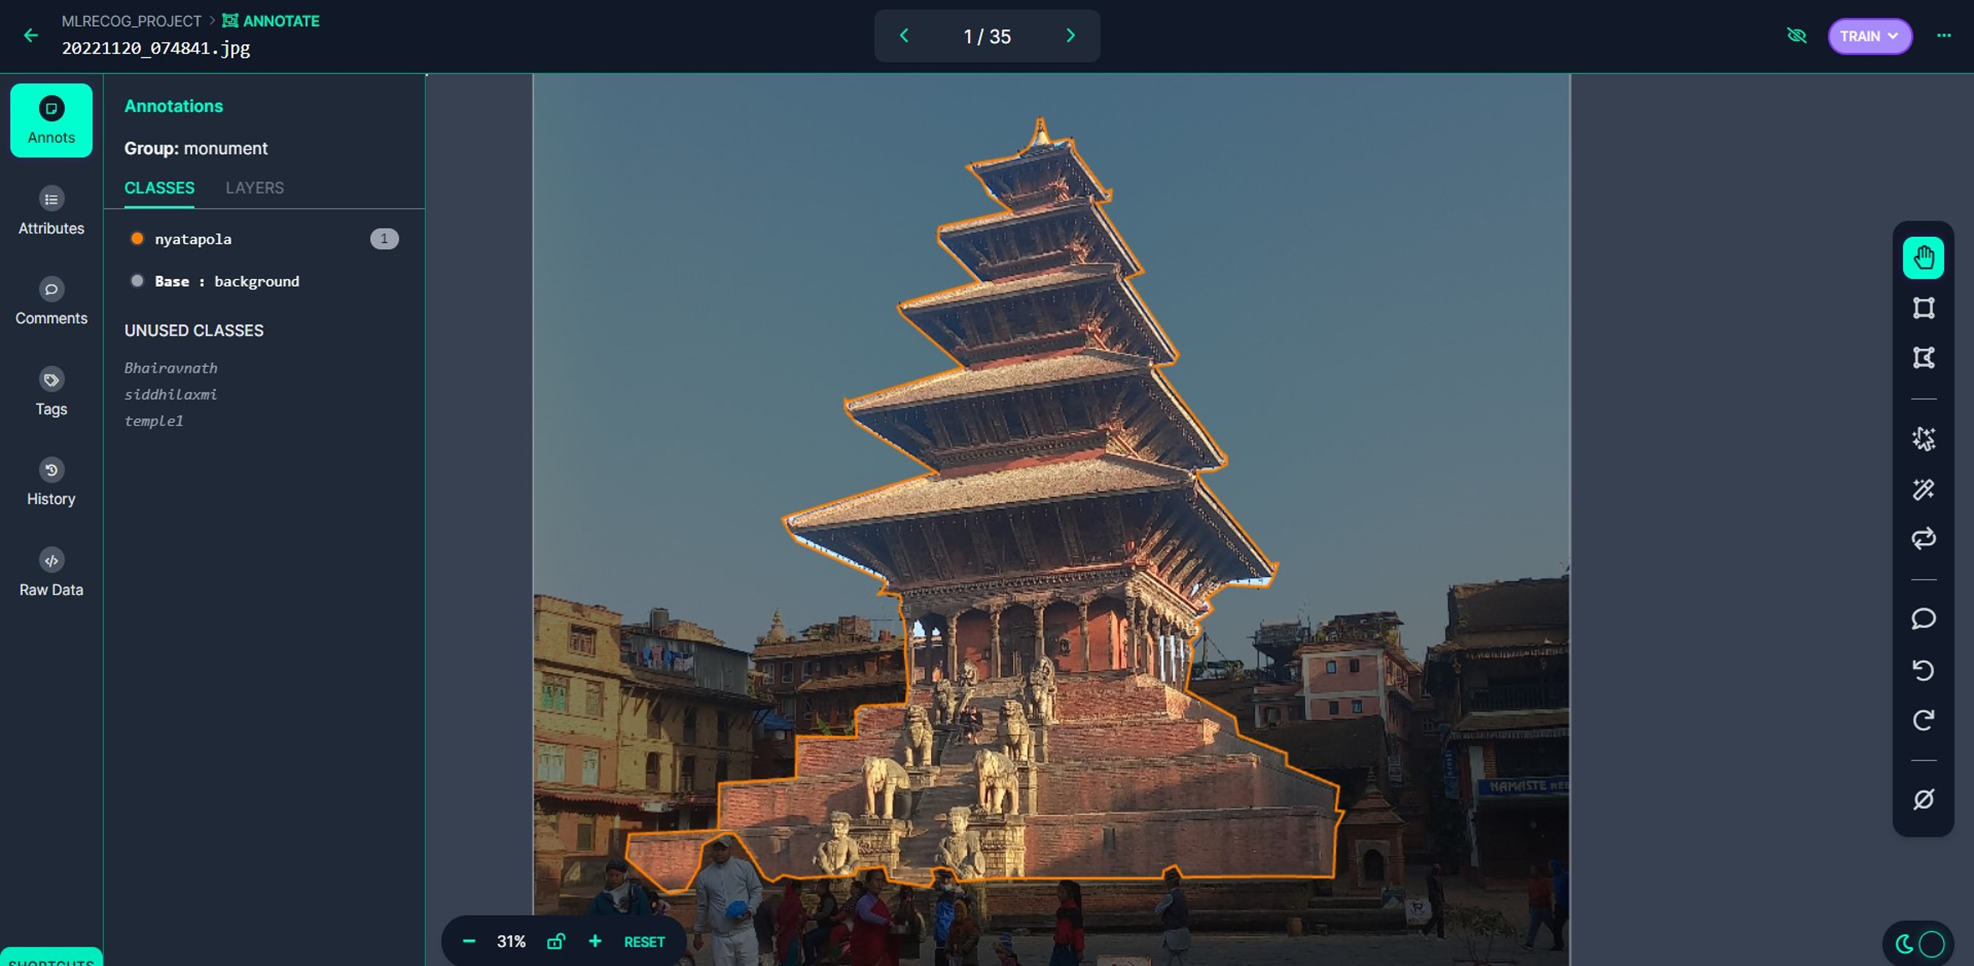 MLRECOG_PROJECT > ANNOTATE
20221120_074841.jpg
1 / 35
TRAIN
Annots
Attributes
Comments
Tags
History
Raw Data
SHORTCUTS
Annotations
Group: monument
CLASSES LAYERS
nyatapola 1
Base : background
UNUSED CLASSES
Bhairavnath
siddhilaxmi
temple1
NAMASTE
31% RESET